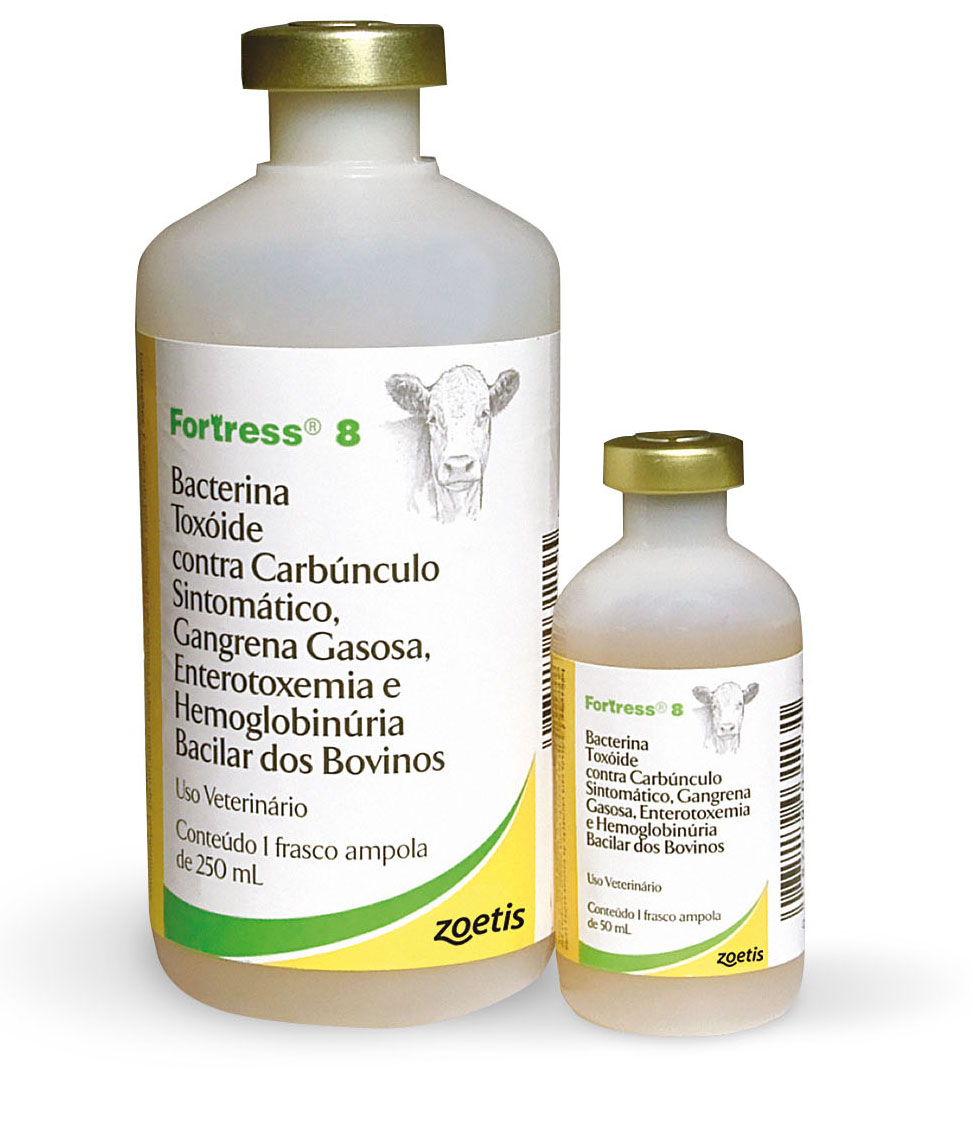 Fortress® 8
Bacterina
Toxóide
contra Carbúnculo
Sintomático,
Gangrena Gasosa,
Enterotoxemia e
Hemoglobinúria
Bacilar dos Bovinos
Uso Veterinário
Conteúdo 1 frasco ampola
de 250 mL
zoetis
Fortress® 8
Bacterina
Toxóide
contra Carbúnculo
Sintomático, Gangrena
Gasosa, Enterotoxemia
e Hemoglobinúria
Bacilar dos Bovinos
Uso Veterinário
Conteúdo 1 frasco ampola
de 50 mL
zoetis